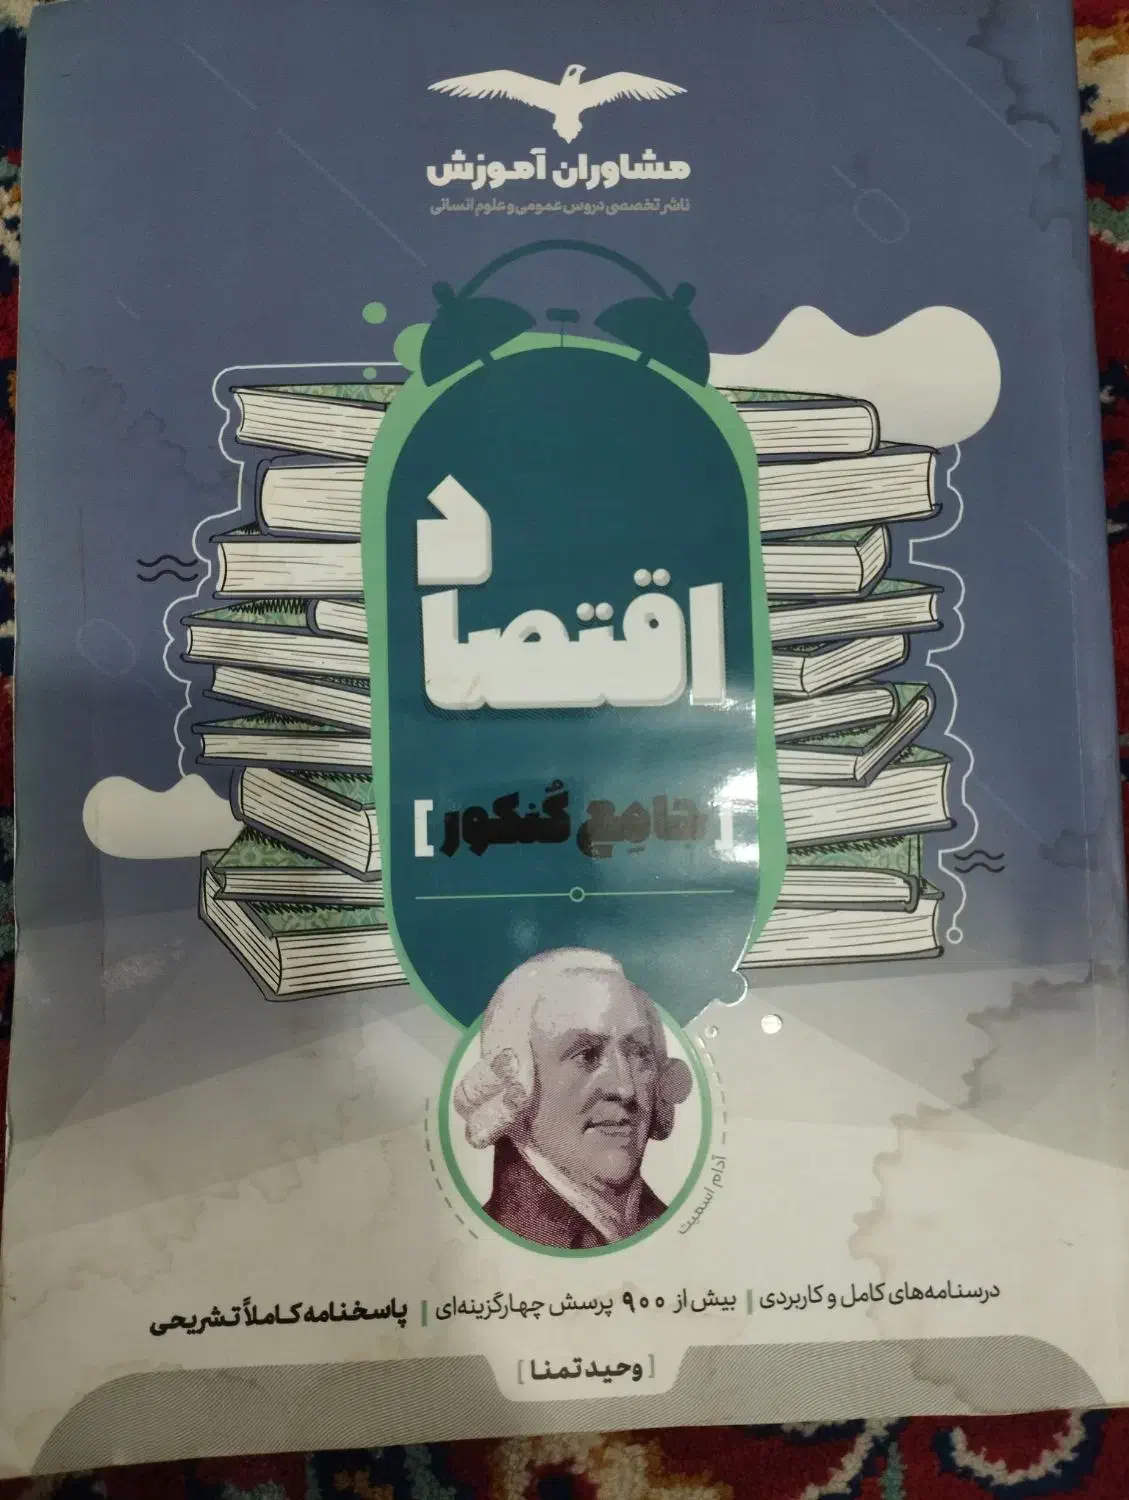 مشاوران آموزش
ناشر تخصصی دروس عمومی و علوم انسانی
اقتصاد
[جامِع کُنکور]
آدام اسمیت
درسنامه‌های کامل و کاربردی | بیش از ۹۰۰ پرسش چهارگزینه‌ای | پاسخنامه کاملاً تشریحی
[وحید تمنا]